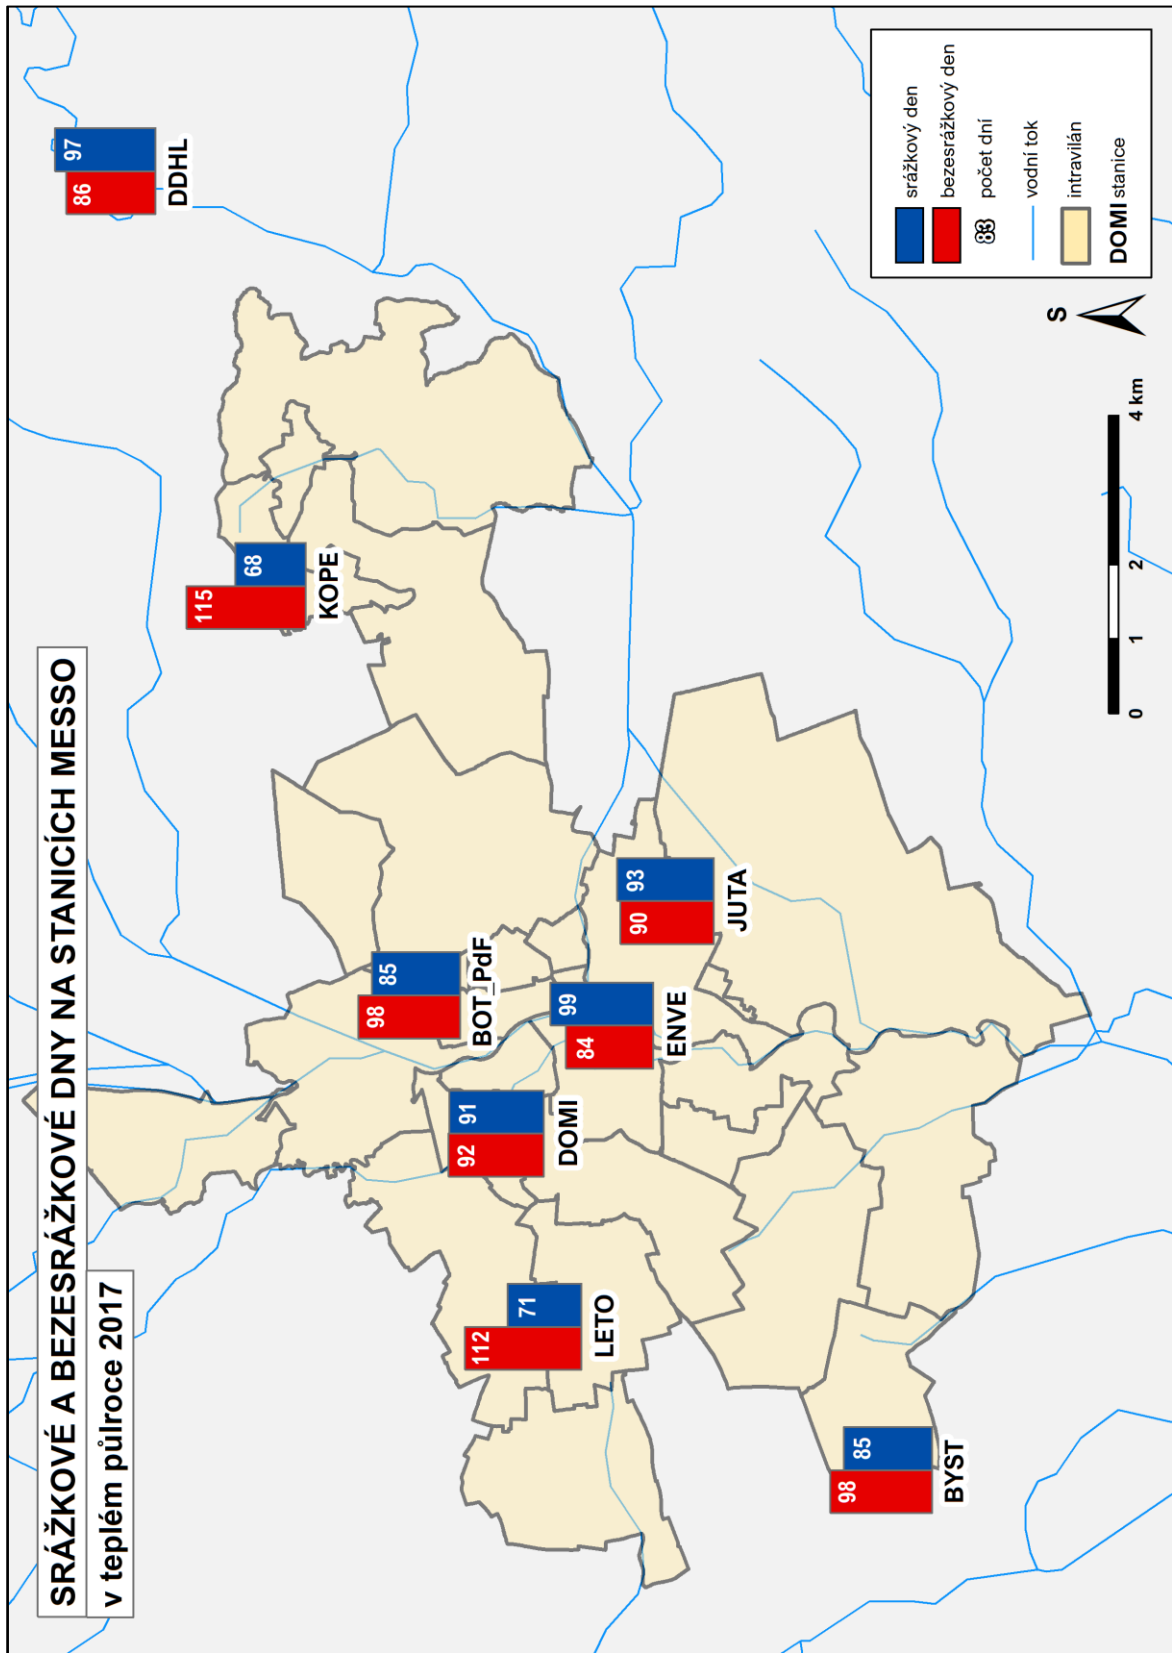 SRÁŽKOVÉ A BEZESRÁŽKOVÉ DNY NA STANICÍCH MESSO
v teplém půlroce 2017
86
97
DDHL
115
68
KOPE
98
85
BOT_PdF
92
91
DOMI
84
99
ENVE
90
93
JUTA
112
71
LETO
98
85
BYST
srážkový den
bezesrážkový den
83 počet dní
vodní tok
intravilán
DOMI stanice
S
0 1 2 4 km